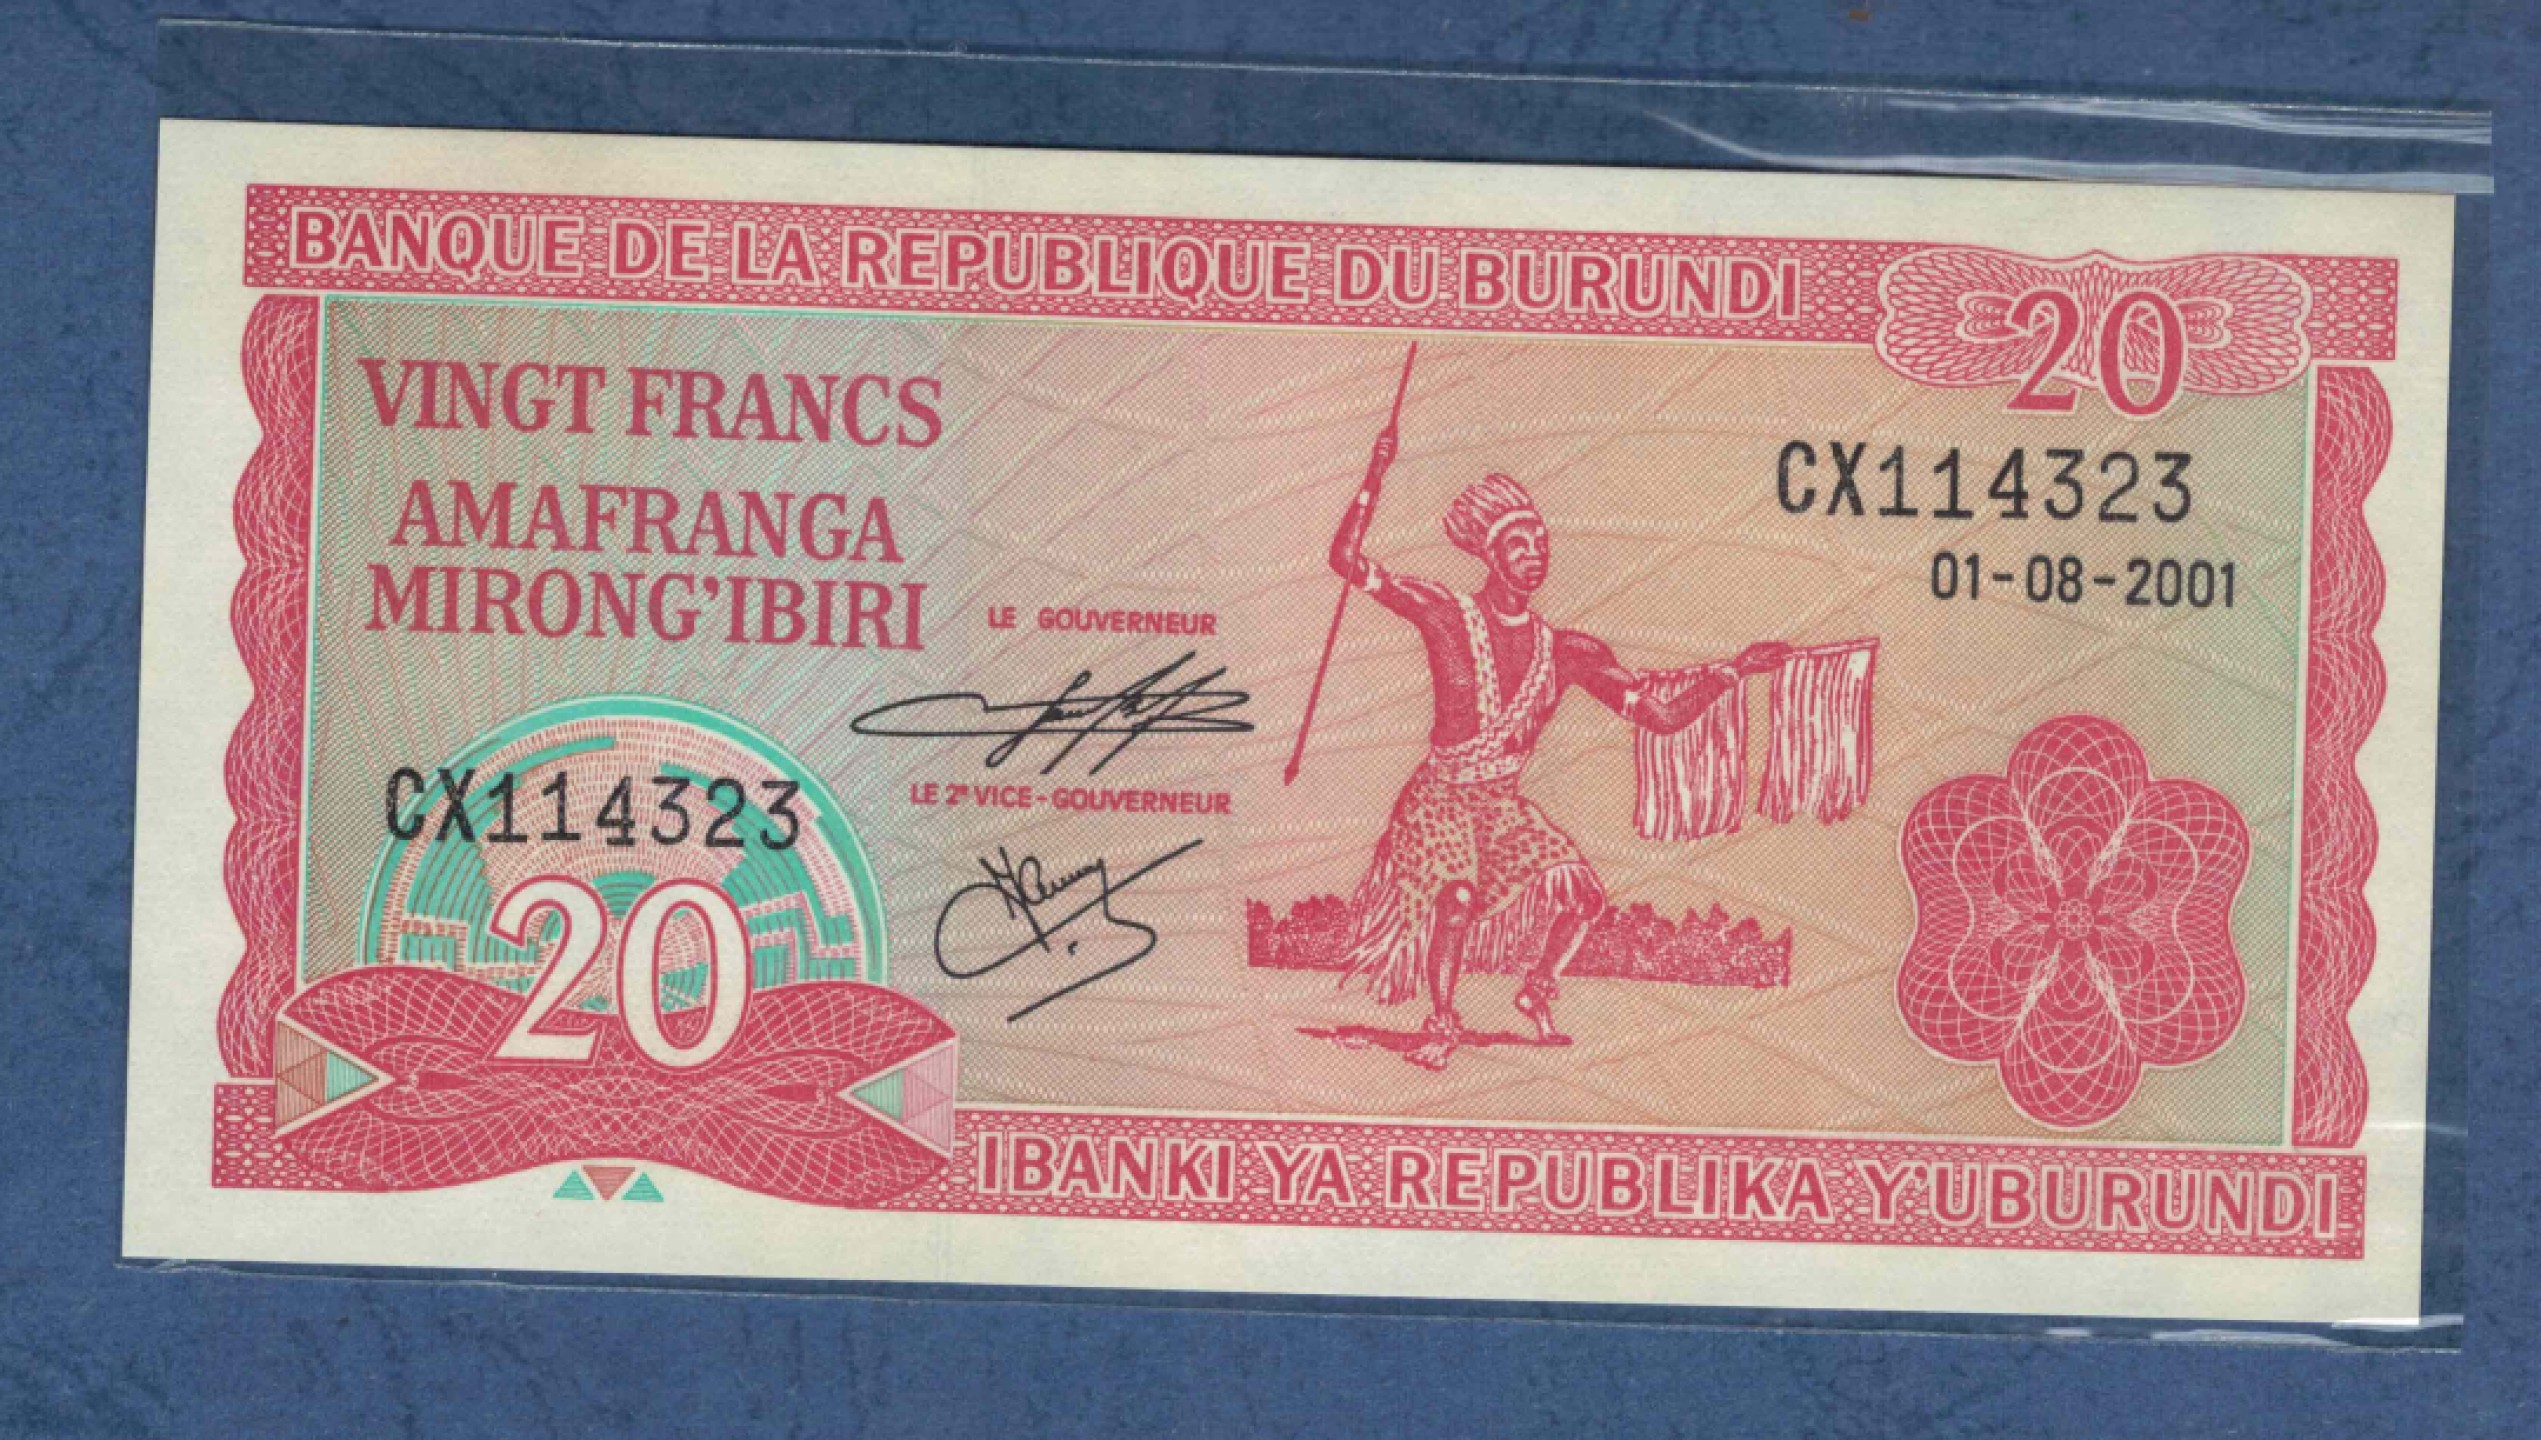 BANQUE DE LA REPUBLIQUE DU BURUNDI
20
VINGT FRANCS
AMAFRANGA
MIRONG'IBIRI
CX114323
01-08-2001
LE GOUVERNEUR
LE 2e VICE-GOUVERNEUR
CX114323
20
IBANKI YA REPUBLIKA Y'UBURUNDI